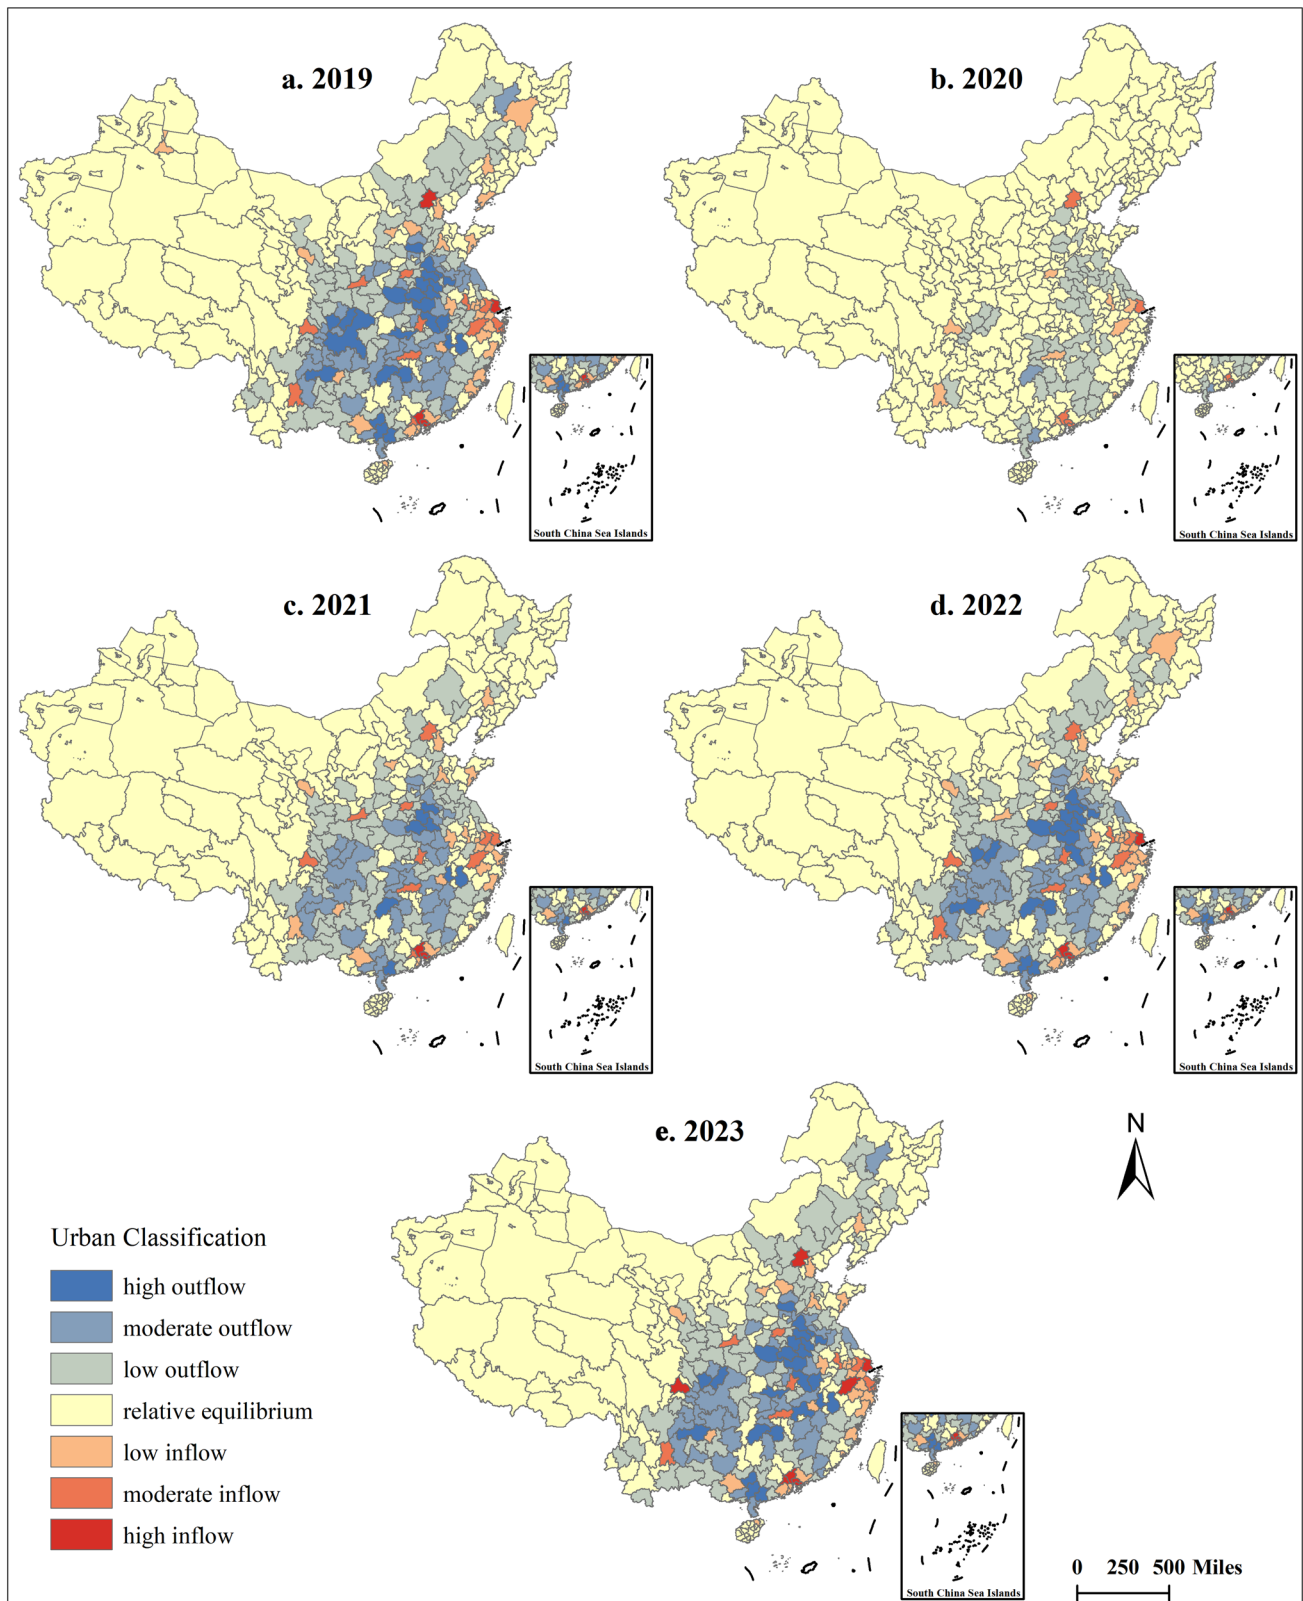 a. 2019
b. 2020
South China Sea Islands
South China Sea Islands
c. 2021
d. 2022
South China Sea Islands
South China Sea Islands
e. 2023
N
Urban Classification
high outflow
moderate outflow
low outflow
relative equilibrium
low inflow
moderate inflow
high inflow
South China Sea Islands
0 250 500 Miles